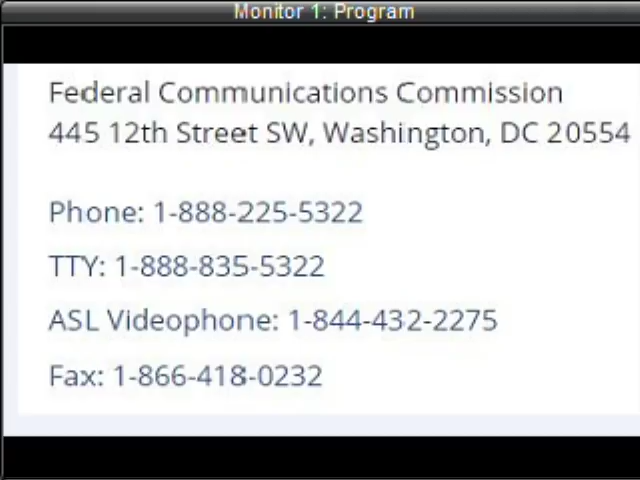 Monitor 1: Program
Federal Communications Commission
445 12th Street SW, Washington, DC 20554
Phone: 1-888-225-5322
TTY: 1-888-835-5322
ASL Videophone: 1-844-432-2275
Fax: 1-866-418-0232